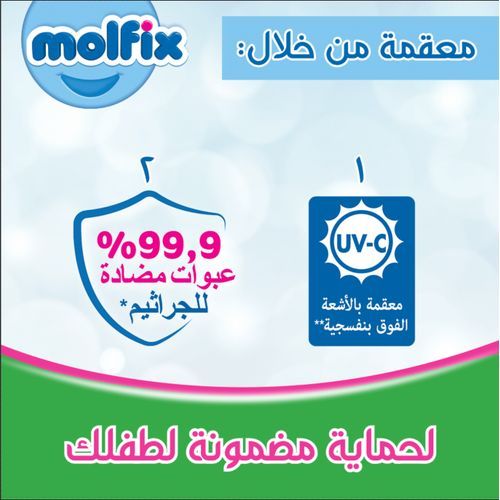 molfix
معقمة من خلال:
١
UV-C
معقمة بالأشعة
الفوق بنفسجية**
٢
%99,9
عبوات مضادة
للجراثيم*
لحماية مضمونة لطفلك